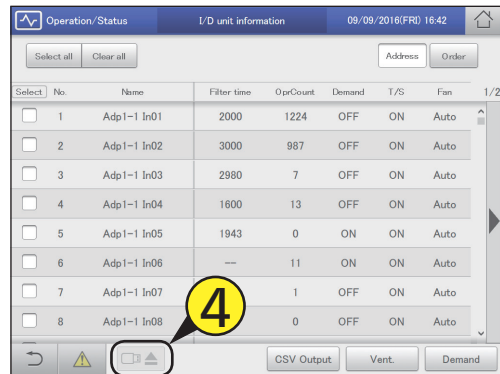 Operation/Status I/D unit information 09/09/2016(FRI) 16:42
Select all Clear all Address Order
Select No. Name Filter time OprCount Demand T/S Fan 1/2
1 Adp1-1 In01 2000 1224 OFF ON Auto
2 Adp1-1 In02 3000 987 OFF ON Auto
3 Adp1-1 In03 2980 7 OFF ON Auto
4 Adp1-1 In04 1600 13 OFF ON Auto
5 Adp1-1 In05 1943 0 ON ON Auto
6 Adp1-1 In06 -- 11 ON ON Auto
7 Adp1-1 In07 1 OFF ON Auto
8 Adp1-1 In08 0 OFF ON Auto
4
CSV Output Vent. Demand